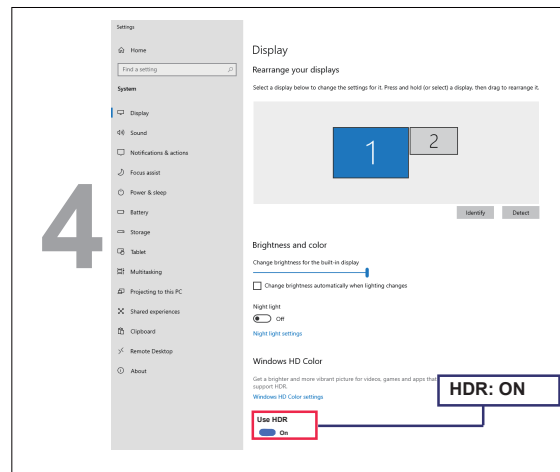 4
Settings
Home
Find a setting
System
Display
Sound
Notifications & actions
Focus assist
Power & sleep
Battery
Storage
Tablet
Multitasking
Projecting to this PC
Shared experiences
Clipboard
Remote Desktop
About
Display
Rearrange your displays
Select a display below to change the settings for it. Press and hold (or select) a display, then drag to rearrange it.
1
2
Identify
Detect
Brightness and color
Change brightness for the built-in display
Change brightness automatically when lighting changes
Night light
Off
Night light settings
Windows HD Color
Get a brighter and more vibrant picture for videos, games and apps that
support HDR.
Windows HD Color settings
Use HDR
On
HDR: ON